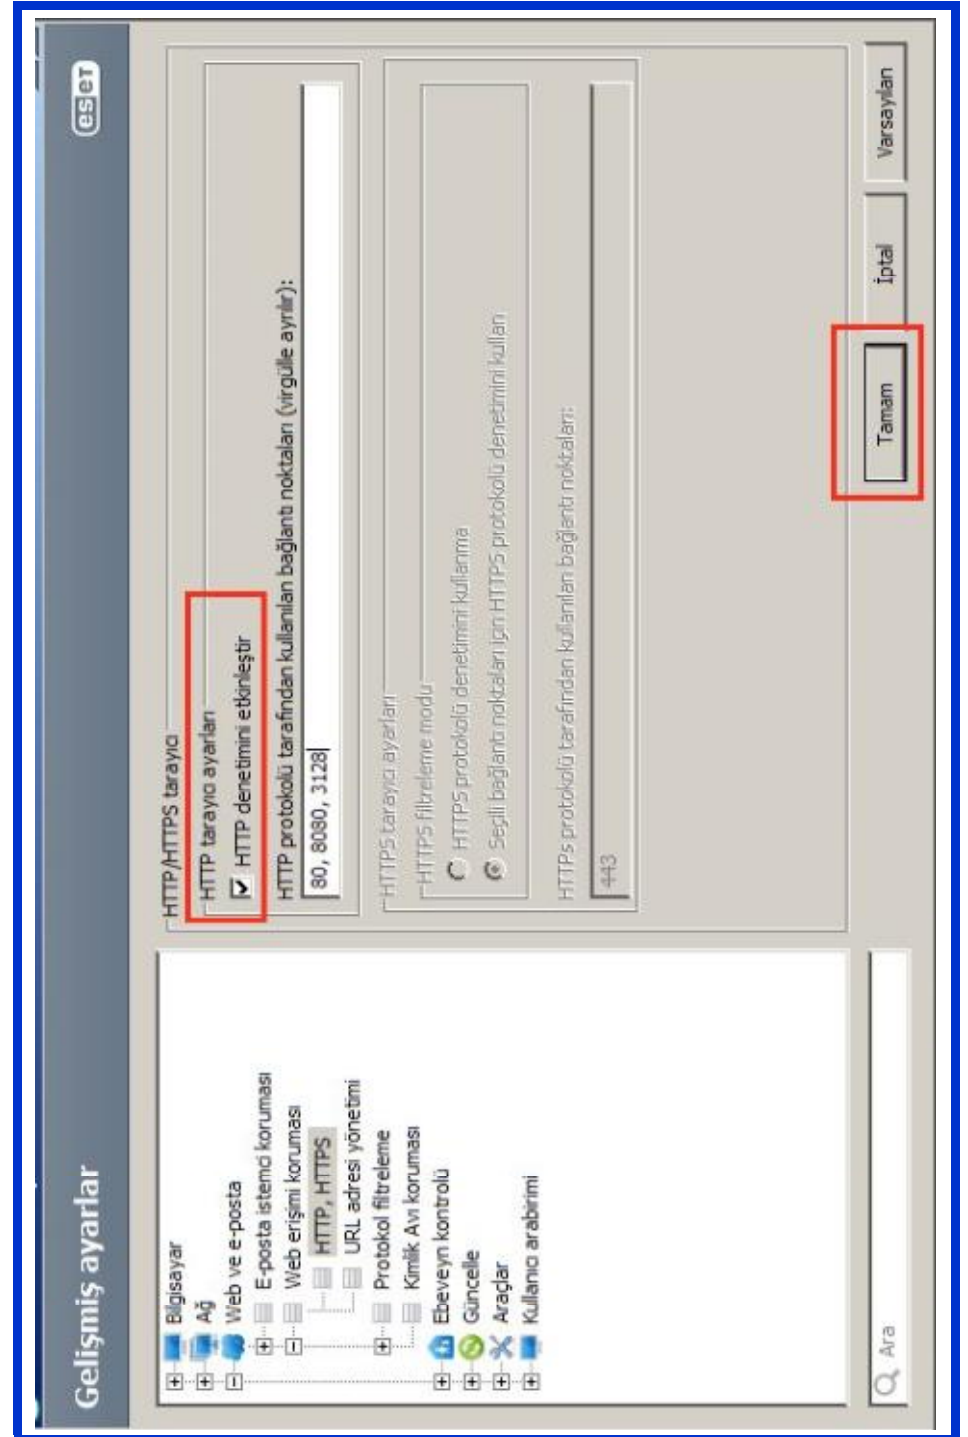 Gelişmiş ayarlar
eseT
Bilgisayar
Ağ
Web ve e-posta
E-posta istemci koruması
Web erişimi koruması
HTTP, HTTPS
URL adresi yönetimi
Protokol filtreleme
Kimlik Avı koruması
Ebeveyn kontrolü
Güncelle
Araçlar
Kullanıcı arabirimi
Ara
HTTP/HTTPS tarayıcı
HTTP tarayıcı ayarları
HTTP denetimini etkinleştir
HTTP protokolü tarafından kullanılan bağlantı noktaları (virgülle ayrılır):
80, 8080, 3128
HTTPS tarayıcı ayarları
HTTPS filtreleme modu
HTTPS protokolü denetimini kullanma
Seçili bağlantı noktaları için HTTPS protokolü denetimini kullan
HTTPs protokolü tarafından kullanılan bağlantı noktaları:
443
Tamam
İptal
Varsayılan